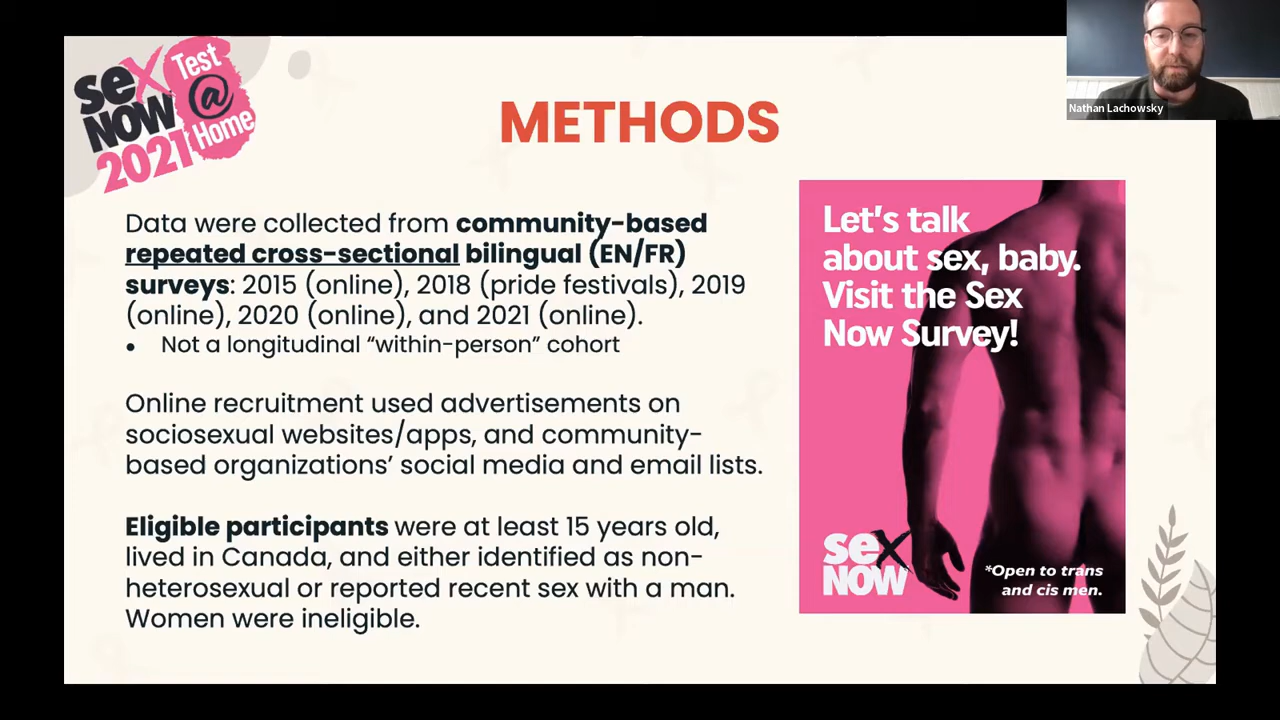 sex
NOW
2021
Test
@
Home
METHODS
Nathan Lachowsky
Data were collected from community-based
repeated cross-sectional bilingual (EN/FR)
surveys: 2015 (online), 2018 (pride festivals), 2019
(online), 2020 (online), and 2021 (online).
• Not a longitudinal “within-person” cohort
Online recruitment used advertisements on
sociosexual websites/apps, and community-
based organizations’ social media and email lists.
Eligible participants were at least 15 years old,
lived in Canada, and either identified as non-
heterosexual or reported recent sex with a man.
Women were ineligible.
Let's talk
about sex, baby.
Visit the Sex
Now Survey!
sex
NOW
*Open to trans
and cis men.